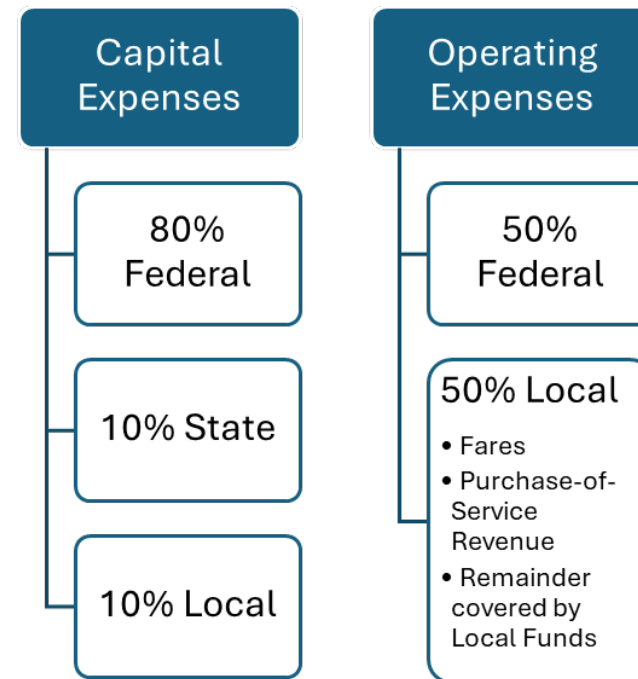 Capital
Expenses
80%
Federal
10% State
10% Local
Operating
Expenses
50%
Federal
50% Local
• Fares
• Purchase-of-
Service
Revenue
• Remainder
covered by
Local Funds